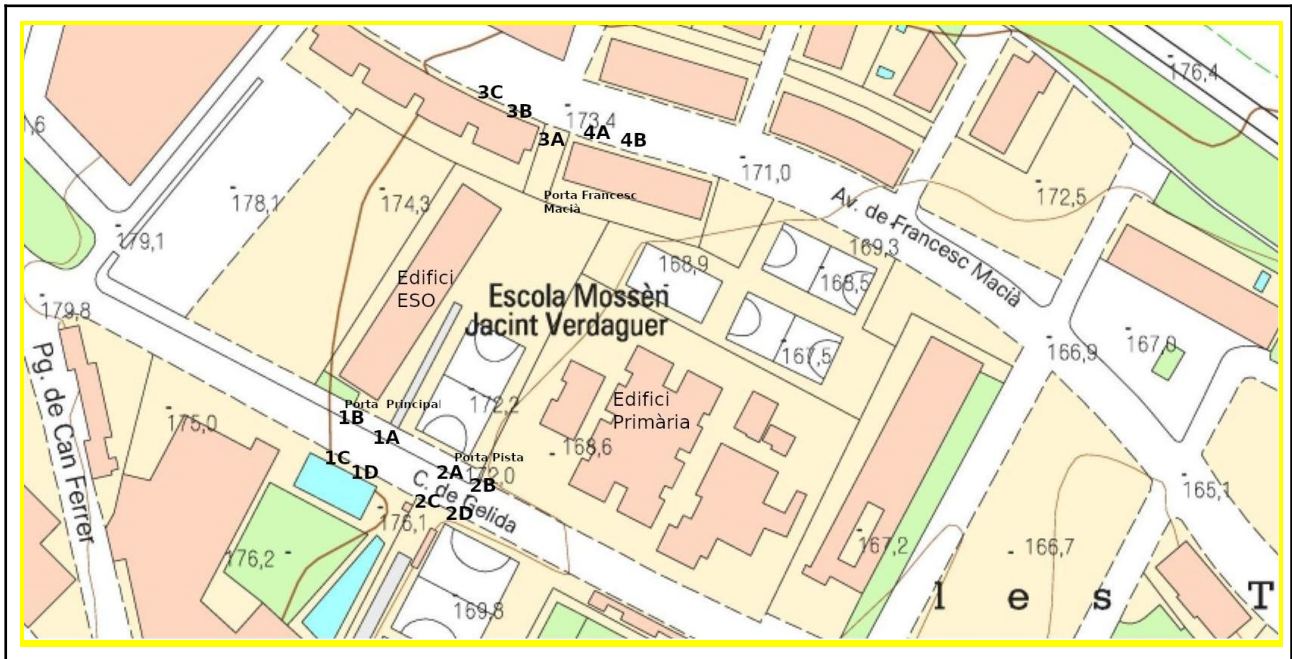 176,4
3C
3B
173,4
4A
4B
3A
1,6
171,0
178,1
174,3
Porta Francesc
Macià
172,5
Av. de Francesc Macià
179,1
169,3
168,9
168,5
Edifici
ESO
Escola Mossèn
Jacint Verdaguer
179,8
167,5
166,9
167,0
Pg. de Can Ferrer
175,0
Porta Principal
172,2
Edifici
Primària
1B
1A
168,6
1C
1D
Porta Pista
2A
172,0
2B
C. de Gelida
2C
2D
165,1
176,1
176,2
167,2
166,7
169,8
l e s T